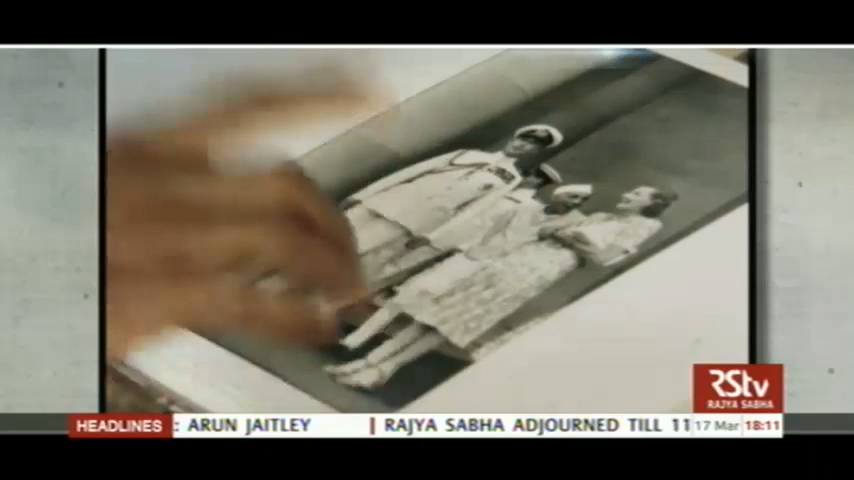 RStv
RAJYA SABHA
HEADLINES : ARUN JAITLEY | RAJYA SABHA ADJOURNED TILL 11 17 Mar 18:11